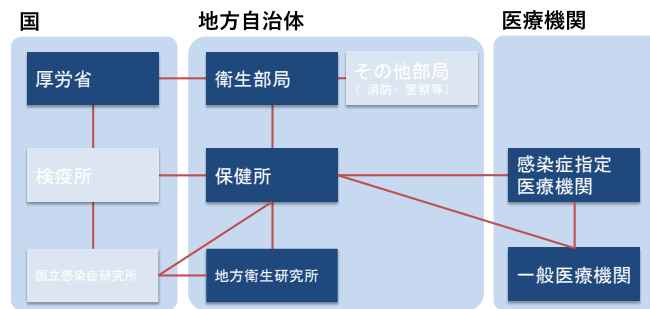 国
地方自治体
医療機関
厚労省
衛生部局
その他部局
(消防・警察等)
検疫所
保健所
感染症指定
医療機関
国立感染症研究所
地方衛生研究所
一般医療機関